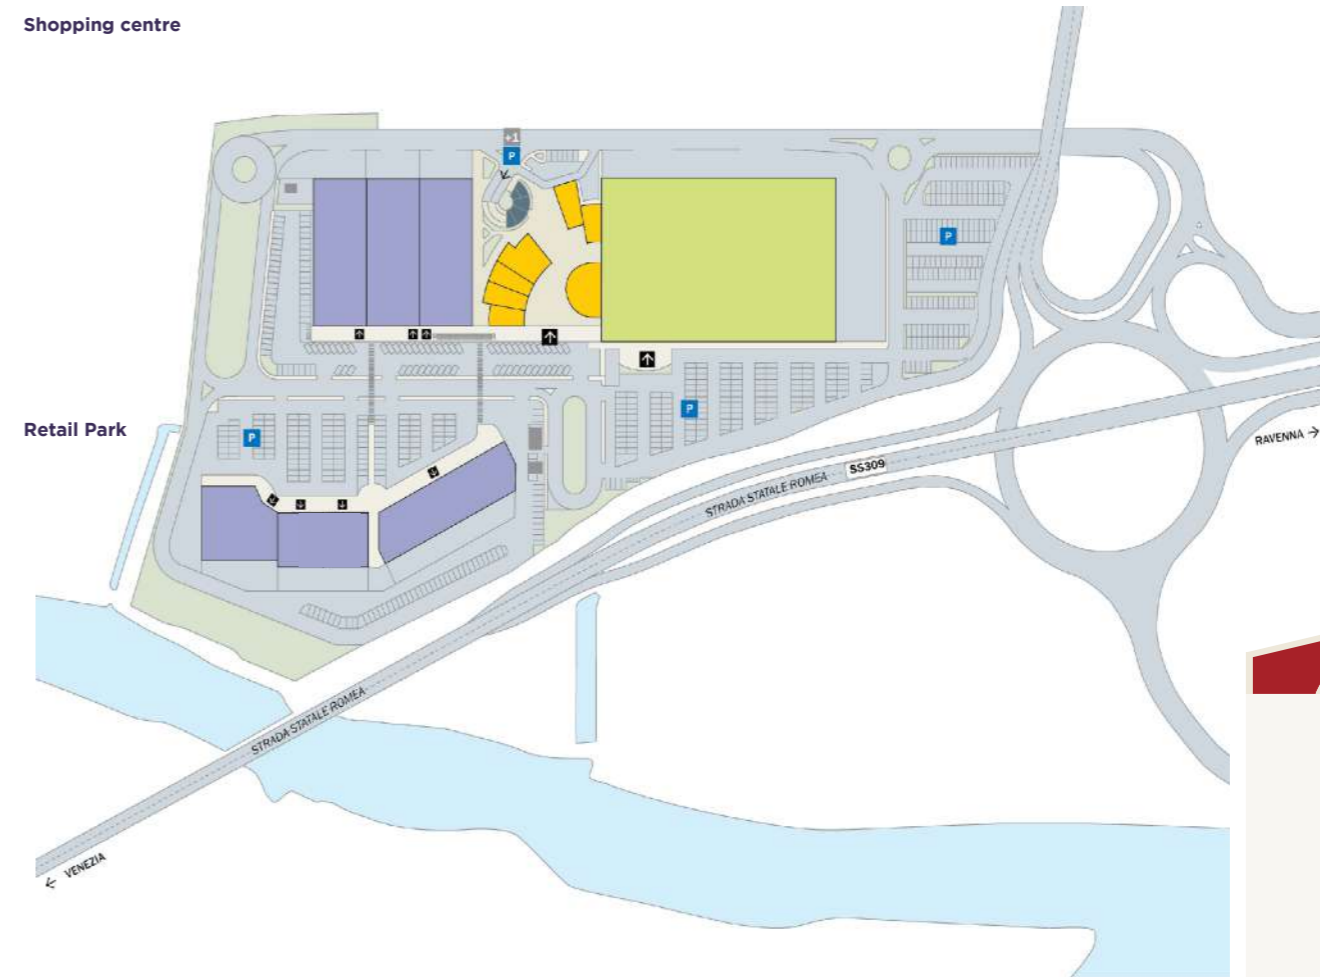 Shopping centre
+1
P
P
P
Retail Park
P
RAVENNA →
STRADA STATALE ROMEA
SS309
STRADA STATALE ROMEA
← VENEZIA